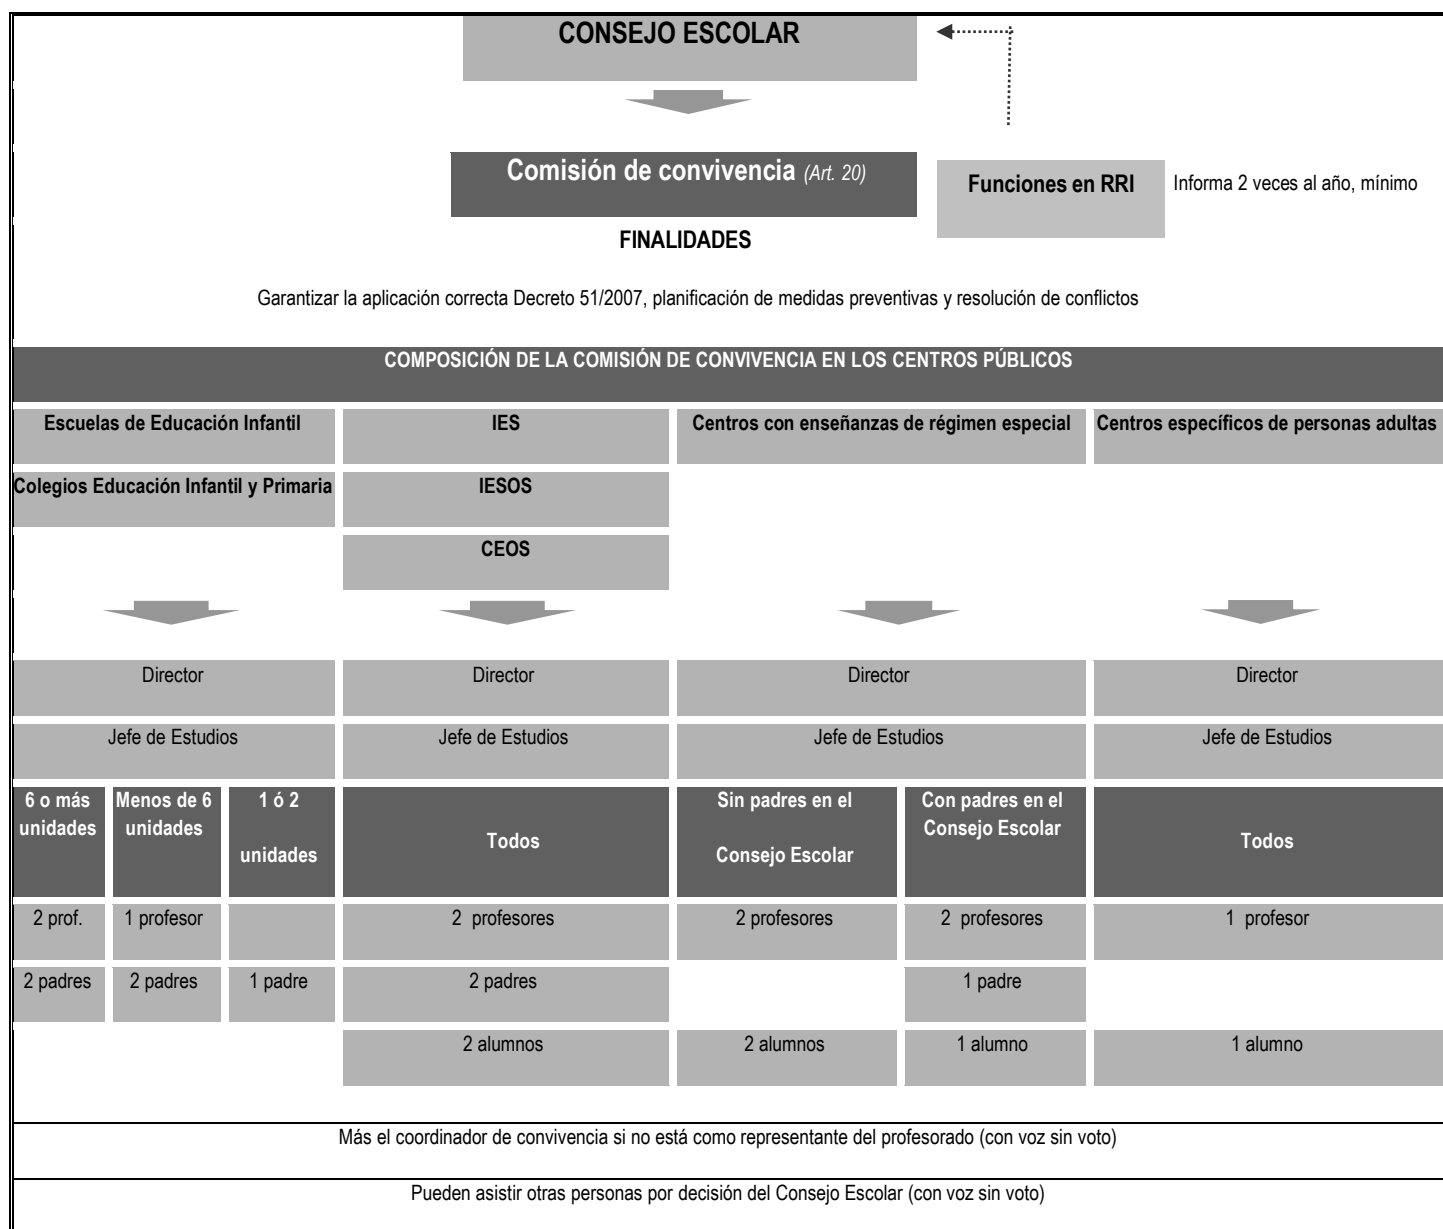 CONSEJO ESCOLAR
Comisión de convivencia (Art. 20)
Funciones en RRI
Informa 2 veces al año, mínimo
FINALIDADES
Garantizar la aplicación correcta Decreto 51/2007, planificación de medidas preventivas y resolución de conflictos
COMPOSICIÓN DE LA COMISIÓN DE CONVIVENCIA EN LOS CENTROS PÚBLICOS
Escuelas de Educación Infantil
IES
Centros con enseñanzas de régimen especial
Centros específicos de personas adultas
Colegios Educación Infantil y Primaria
IESOS
CEOS
Director
Director
Director
Director
Jefe de Estudios
Jefe de Estudios
Jefe de Estudios
Jefe de Estudios
6 o más
unidades
Menos de 6
unidades
1 ó 2
unidades
Todos
Sin padres en el
Consejo Escolar
Con padres en el
Consejo Escolar
Todos
2 prof.
1 profesor
2 profesores
2 profesores
2 profesores
1 profesor
2 padres
2 padres
1 padre
2 padres
1 padre
2 alumnos
2 alumnos
1 alumno
1 alumno
Más el coordinador de convivencia si no está como representante del profesorado (con voz sin voto)
Pueden asistir otras personas por decisión del Consejo Escolar (con voz sin voto)